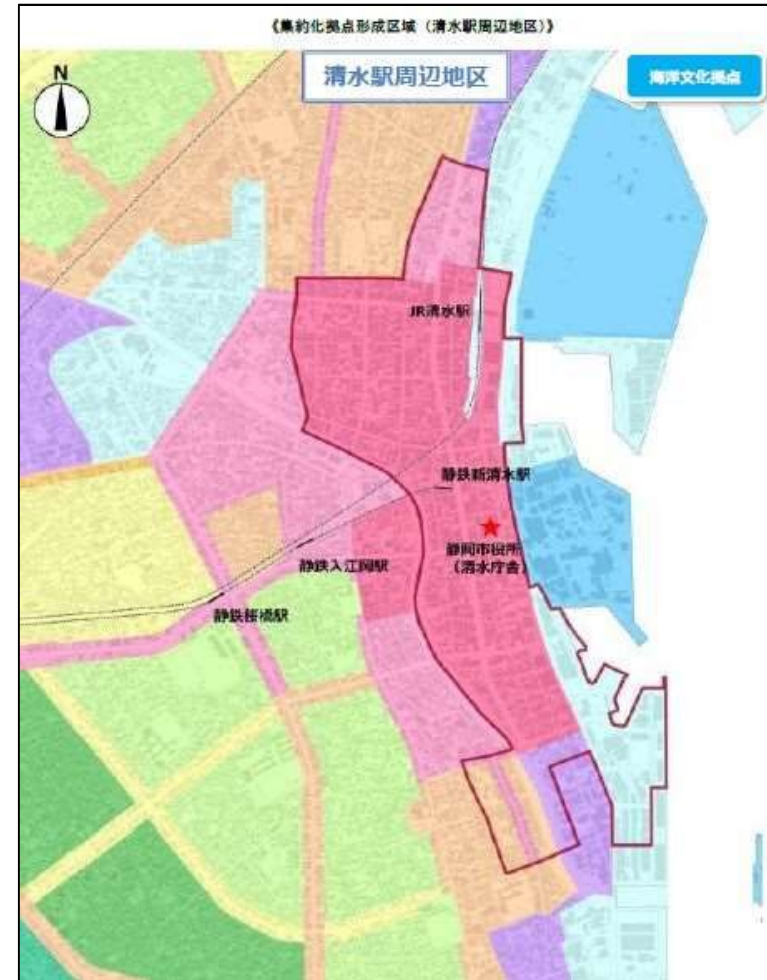 《集約化拠点形成区域（清水駅周辺地区）》
清水駅周辺地区
海洋文化拠点
N
JR清水駅
静鉄新清水駅
静岡市役所
（清水庁舎）
静鉄入江岡駅
静鉄桜橋駅